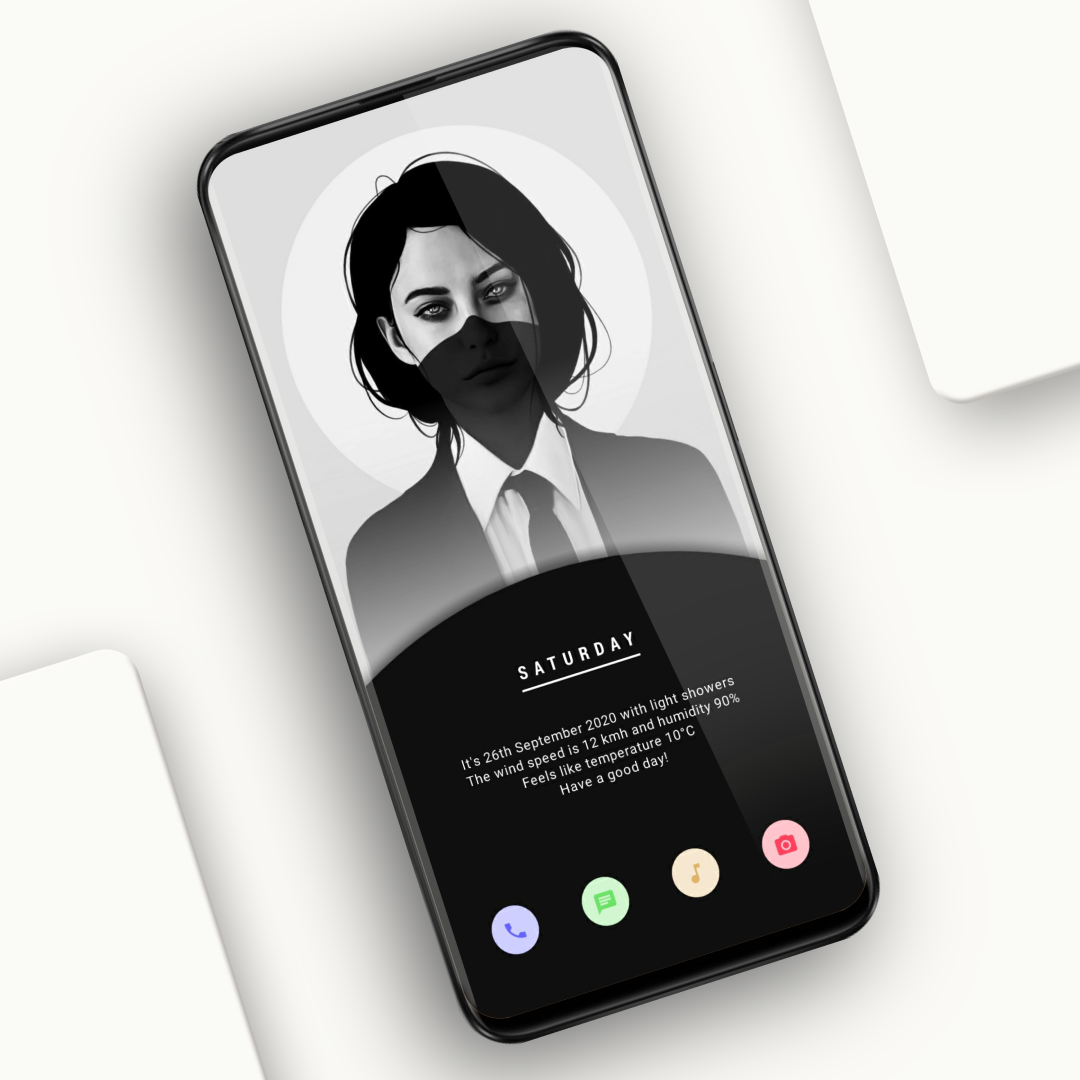 SATURDAY
It's 26th September 2020 with light showers
The wind speed is 12 kmh and humidity 90%
Feels like temperature 10°C
Have a good day!